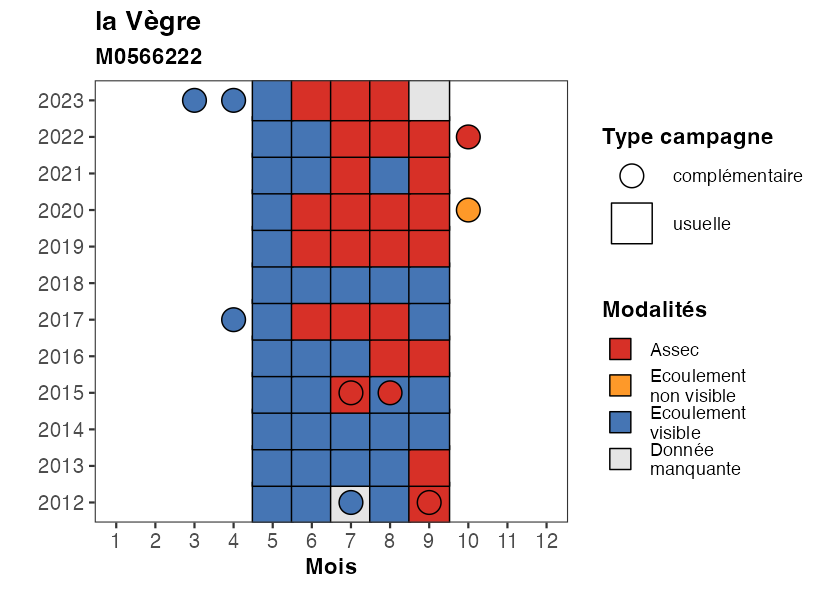 la Vègre
M0566222
2023
2022
2021
2020
2019
2018
2017
2016
2015
2014
2013
2012
1 2 3 4 5 6 7 8 9 10 11 12
Mois
Type campagne
complémentaire
usuelle
Modalités
Assec
Ecoulement
non visible
Ecoulement
visible
Donnée
manquante